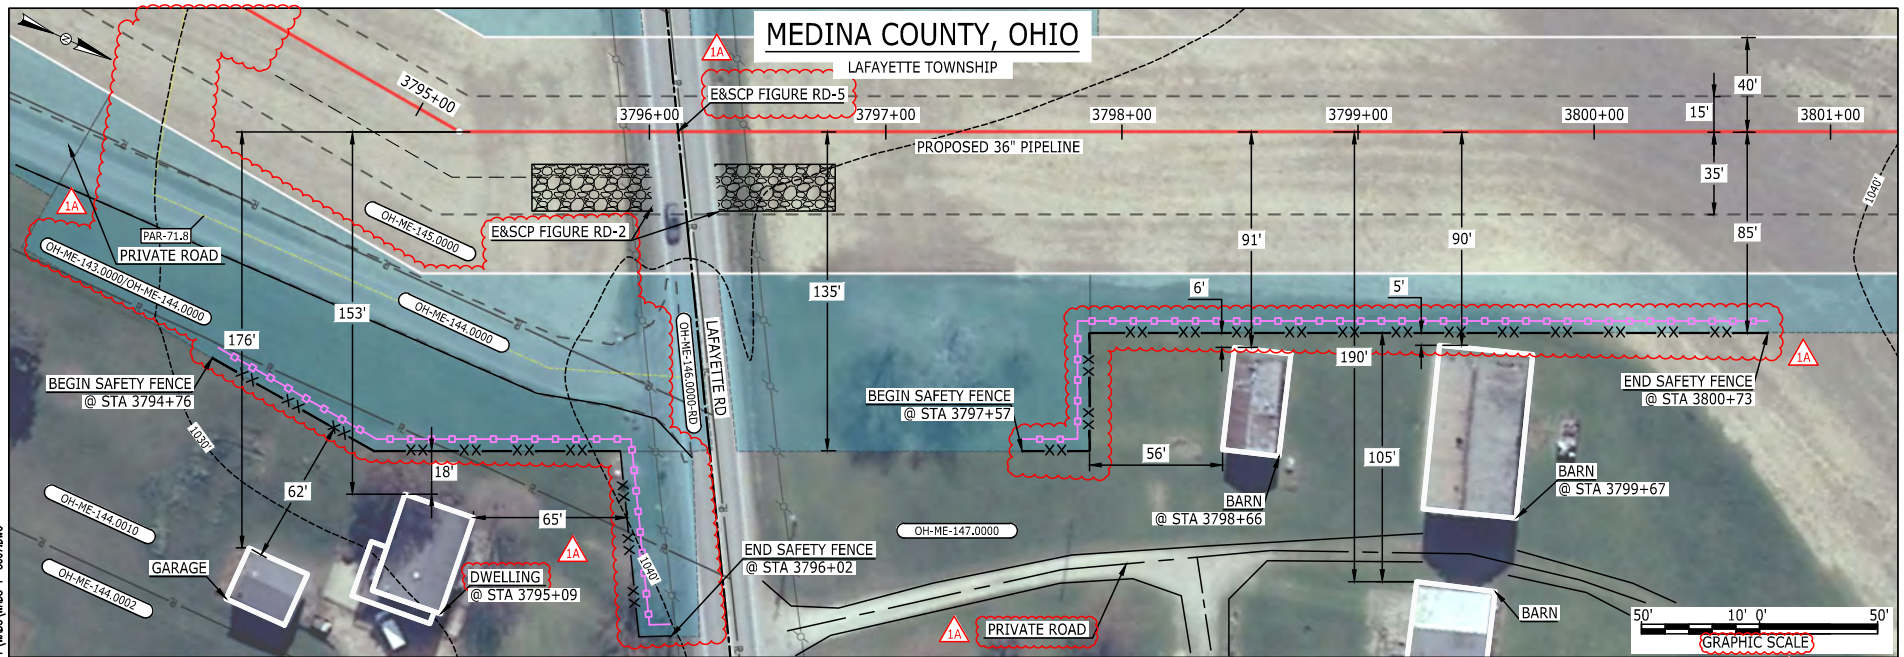 MEDINA COUNTY, OHIO
LAFAYETTE TOWNSHIP
N
1A
E&SCP FIGURE RD-5
3795+00
3796+00
3797+00
3798+00
3799+00
3800+00
3801+00
40'
15'
PROPOSED 36" PIPELINE
35'
1040'
1A
PAR-71.8
PRIVATE ROAD
OH-ME-145.0000
E&SCP FIGURE RD-2
91'
90'
85'
OH-ME-143.0000/OH-ME-144.0000
OH-ME-144.0000
153'
176'
135'
6'
5'
OH-ME-146.0000-RD
LAFAYETTE RD
190'
1A
BEGIN SAFETY FENCE
@ STA 3794+76
BEGIN SAFETY FENCE
@ STA 3797+57
END SAFETY FENCE
@ STA 3800+73
1030'
18'
62'
65'
56'
105'
BARN
@ STA 3798+66
BARN
@ STA 3799+67
OH-ME-144.0010
OH-ME-147.0000
1A
1040'
END SAFETY FENCE
@ STA 3796+02
GARAGE
OH-ME-144.0002
DWELLING
@ STA 3795+09
1A
PRIVATE ROAD
BARN
50' 10' 0' 50'
GRAPHIC SCALE